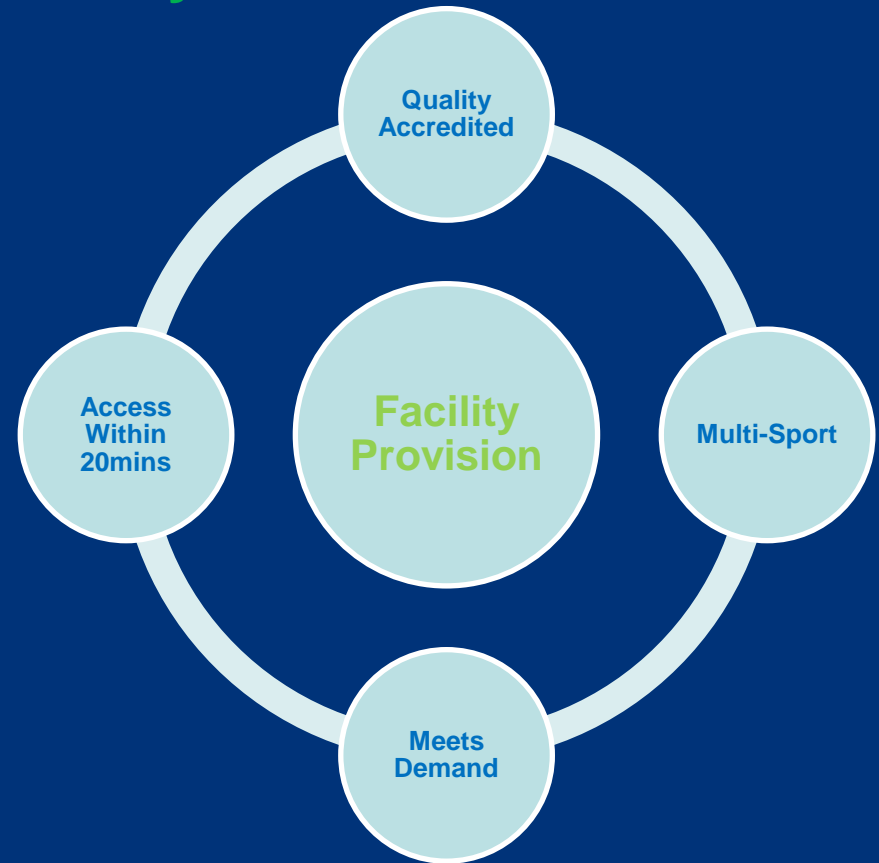 Quality
Accredited
Access
Within
20mins
Facility
Provision
Multi-Sport
Meets
Demand